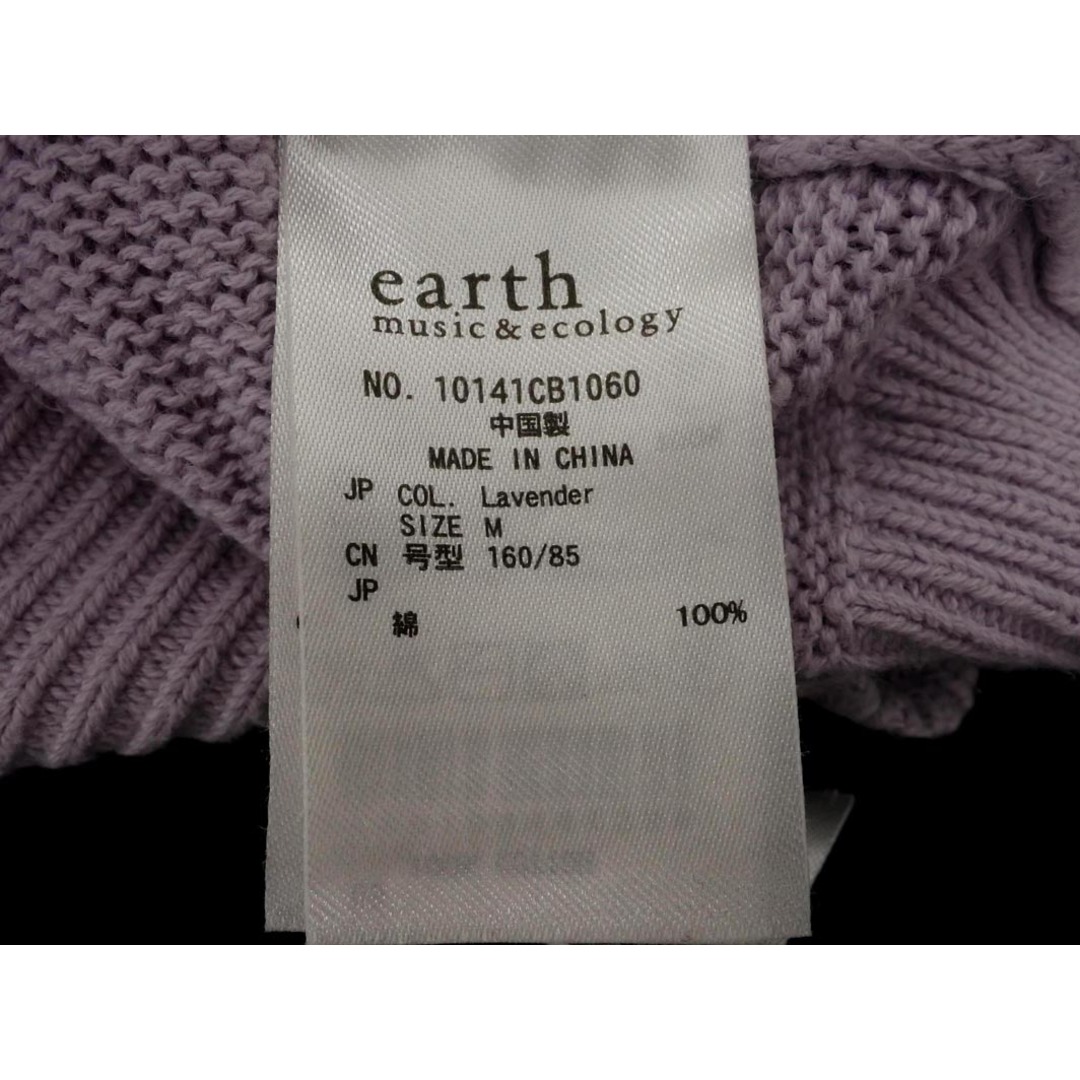 earth
music & ecology
NO. 10141CB1060
中国製
MADE IN CHINA
JP COL. Lavender
SIZE M
CN 号型 160/85
JP
綿 100%